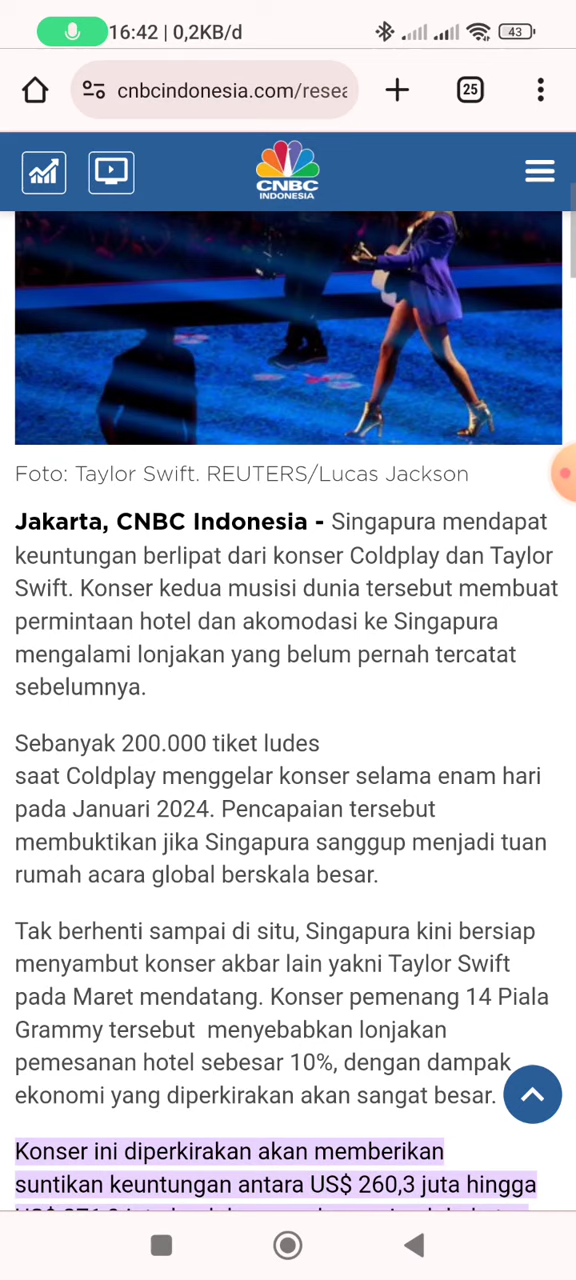 16:42 | 0,2KB/d
43
cnbcindonesia.com/resea
25
CNBC
INDONESIA
Foto: Taylor Swift. REUTERS/Lucas Jackson
Jakarta, CNBC Indonesia - Singapura mendapat
keuntungan berlipat dari konser Coldplay dan Taylor
Swift. Konser kedua musisi dunia tersebut membuat
permintaan hotel dan akomodasi ke Singapura
mengalami lonjakan yang belum pernah tercatat
sebelumnya.
Sebanyak 200.000 tiket ludes
saat Coldplay menggelar konser selama enam hari
pada Januari 2024. Pencapaian tersebut
membuktikan jika Singapura sanggup menjadi tuan
rumah acara global berskala besar.
Tak berhenti sampai di situ, Singapura kini bersiap
menyambut konser akbar lain yakni Taylor Swift
pada Maret mendatang. Konser pemenang 14 Piala
Grammy tersebut menyebabkan lonjakan
pemesanan hotel sebesar 10%, dengan dampak
ekonomi yang diperkirakan akan sangat besar.
Konser ini diperkirakan akan memberikan
suntikan keuntungan antara US$ 260,3 juta hingga